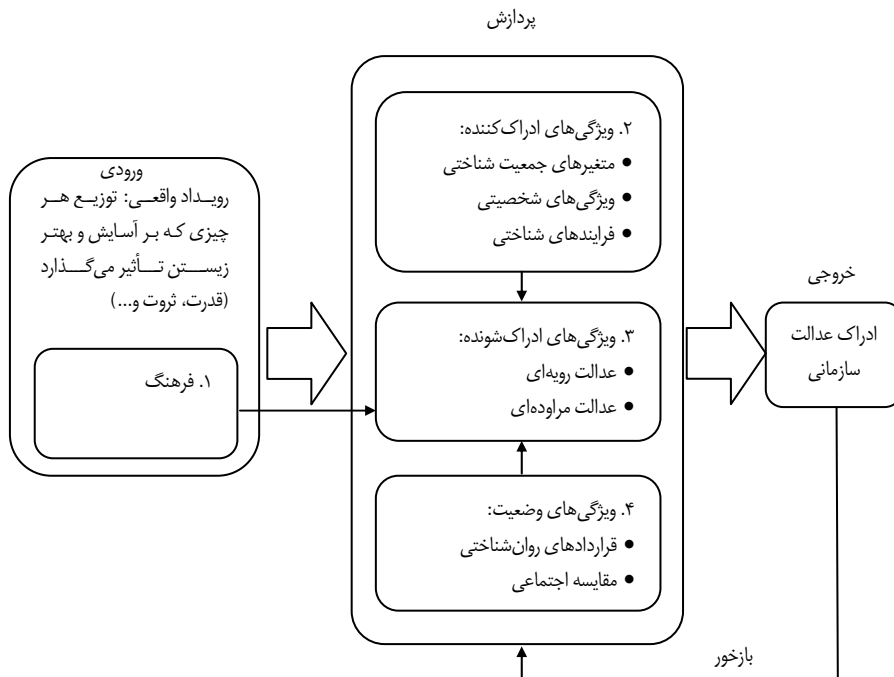 پردازش
ورودی
رویداد واقعی: توزیع هر
چیزی که بر آسایش و بهتر
زیستن تأثیر می‌گذارد
(قدرت، ثروت و...)
۱. فرهنگ
۲. ویژگی‌های ادراک‌کننده:
● متغیرهای جمعیت شناختی
● ویژگی‌های شخصیتی
● فرایندهای شناختی
۳. ویژگی‌های ادراک‌شونده:
● عدالت رویه‌ای
● عدالت مراوده‌ای
۴. ویژگی‌های وضعیت:
● قراردادهای روان‌شناختی
● مقایسه اجتماعی
خروجی
ادراک عدالت
سازمانی
بازخور